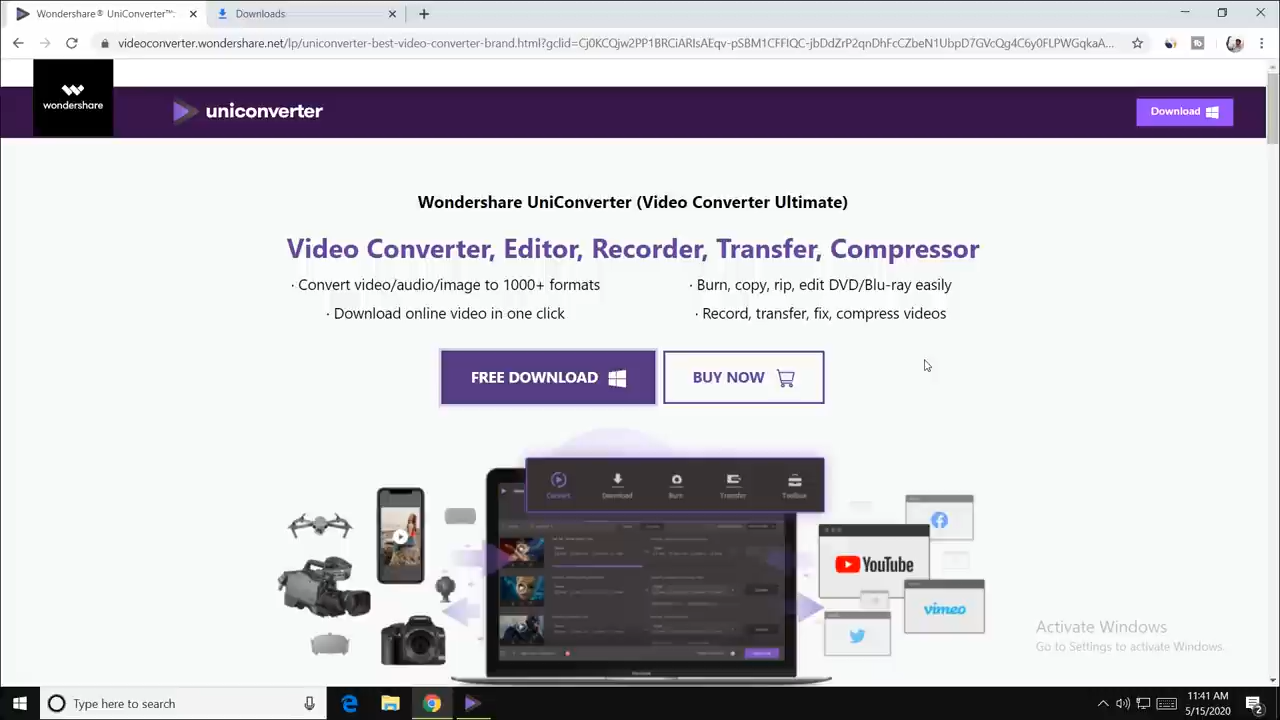 Wondershare® UniConverter™:
Downloads
videoconverter.wondershare.net/lp/uniconverter-best-video-converter-brand.html?gclid=Cj0KCQjw2PP1BRCiARIsAEqv-pSBM1CFFIQC-jbDdZrP2qnDhFcCZbeN1UbpD7GVcQg4C6y0FLPWGqkaA...
wondershare
uniconverter
Download
Wondershare UniConverter (Video Converter Ultimate)
Video Converter, Editor, Recorder, Transfer, Compressor
· Convert video/audio/image to 1000+ formats
· Burn, copy, rip, edit DVD/Blu-ray easily
· Download online video in one click
· Record, transfer, fix, compress videos
FREE DOWNLOAD
BUY NOW
Convert
Download
Burn
Transfer
Toolbox
YouTube
vimeo
Activate Windows
Go to Settings to activate Windows.
Type here to search
11:41 AM
5/15/2020
2